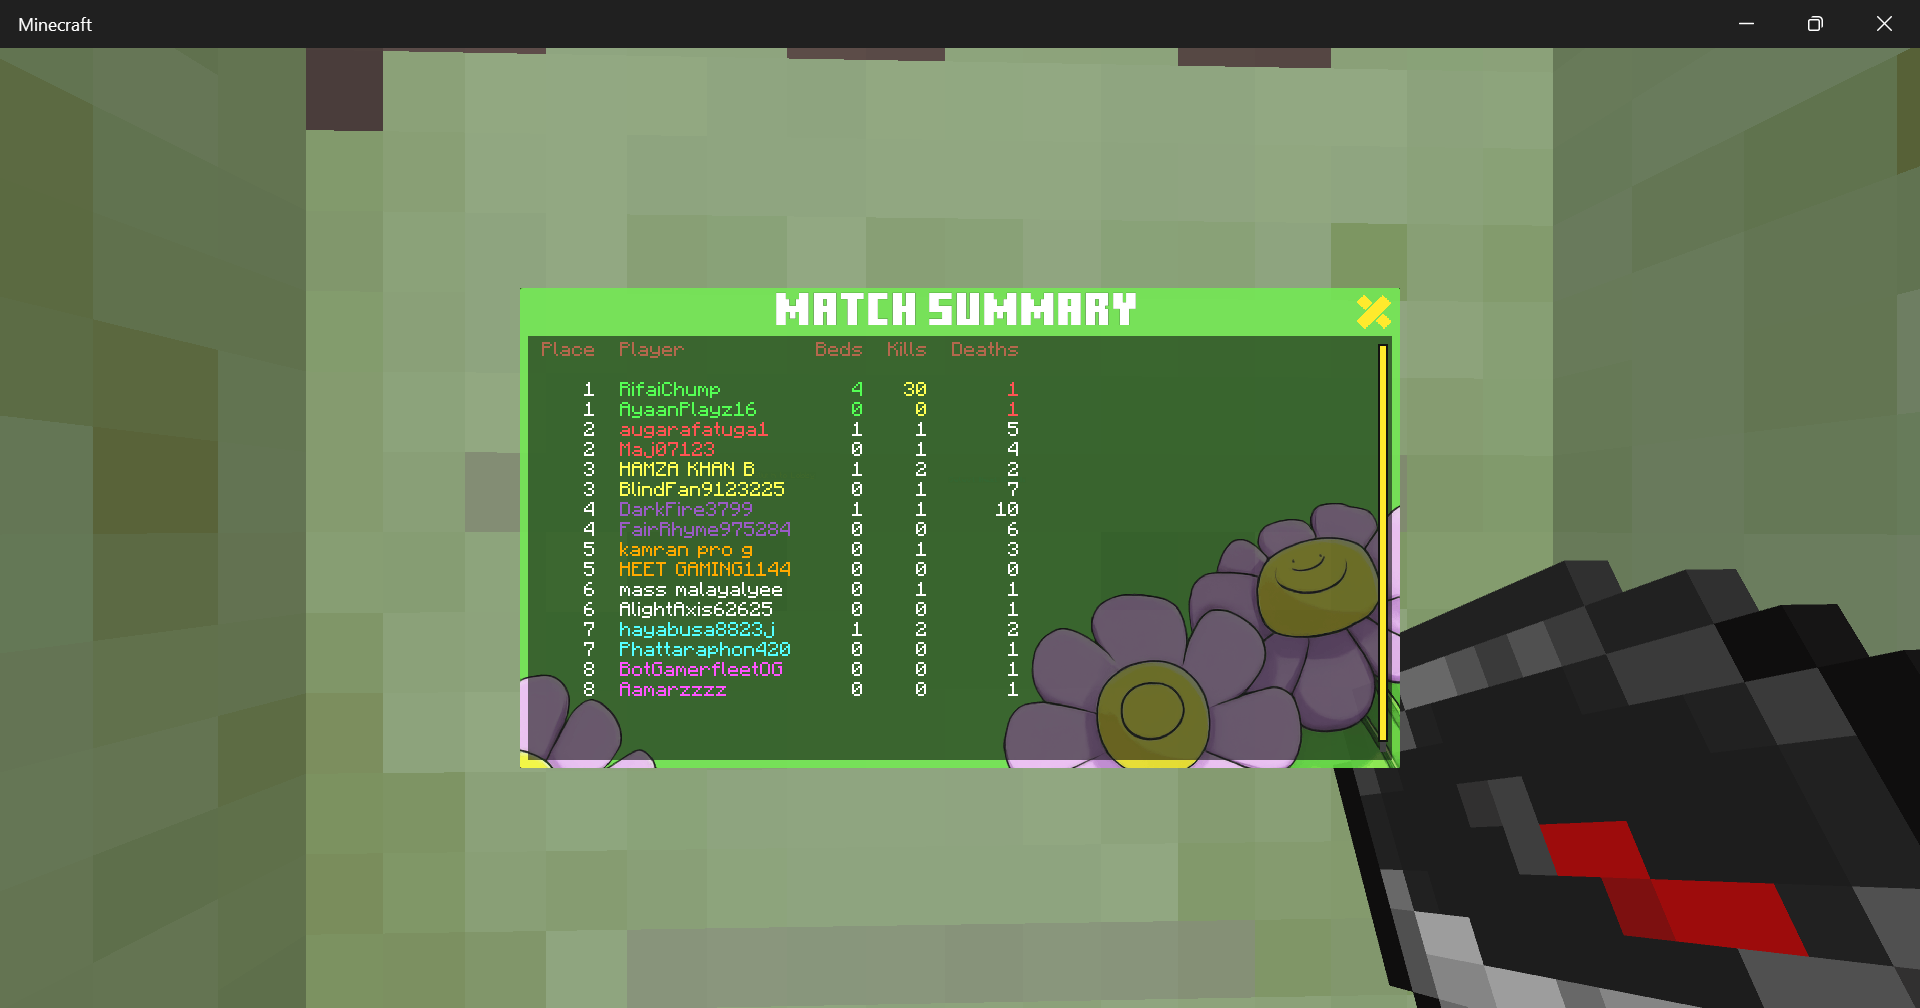 Minecraft
MATCH SUMMARY
Place Player Beds Kills Deaths
1 RifaiChump 4 30 1
1 AyaanPlayz16 0 0 1
2 augarafatuga1 1 1 5
2 Maj07123 0 1 4
3 HAMZA KHAN B 1 2 2
3 BlindFan9123225 0 1 7
4 DarkFire3799 1 1 10
4 FairRhyme975284 0 0 6
5 kamran pro g 0 1 3
5 HEET GAMING1144 0 0 0
6 mass malayalyee 0 1 1
6 AlightAxis62625 0 0 1
7 hayabusa8823j 1 2 2
7 Phattaraphon420 0 0 1
8 BotGamerfleetOG 0 0 1
8 Aamarzzzz 0 0 1